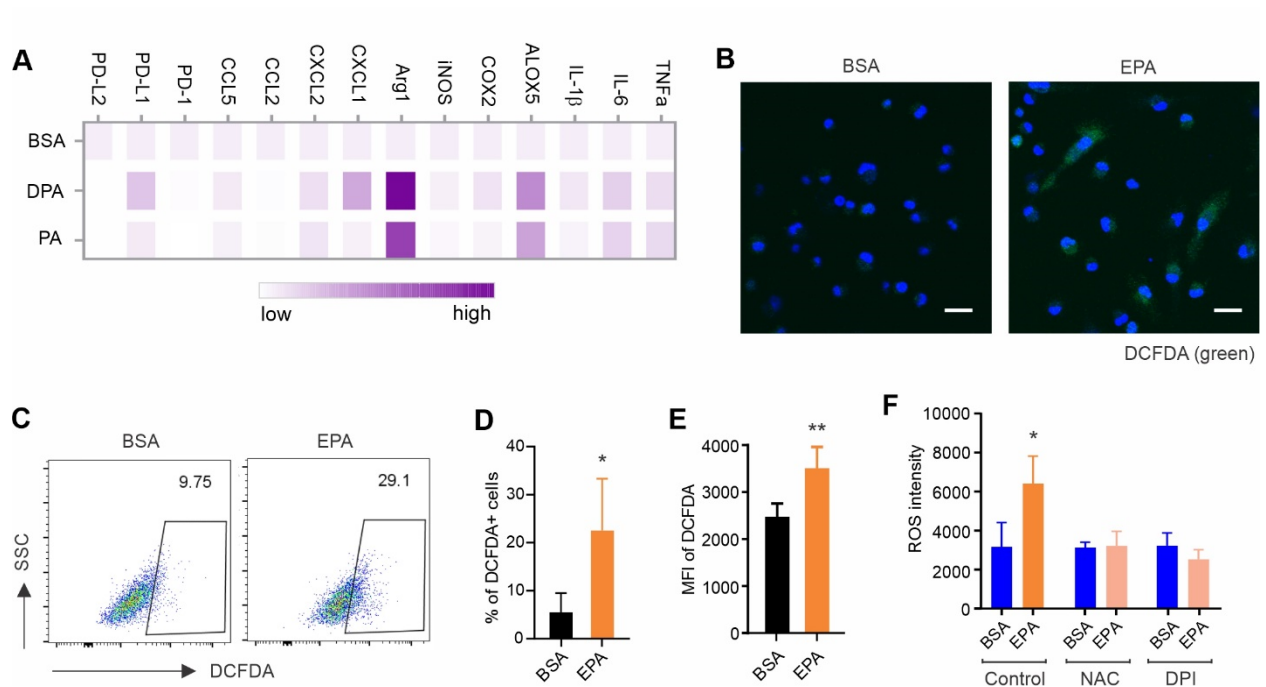 A
PD-L2 PD-L1 PD-1 CCL5 CCL2 CXCL2 CXCL1 Arg1 iNOS COX2 ALOX5 IL-1β IL-6 TNFa
BSA
DPA
PA
low high
B
BSA EPA
DCFDA (green)
C
BSA EPA
9.75 29.1
SSC
DCFDA
D
% of DCFDA+ cells
40
30
20
10
0
*
BSA EPA
E
MFI of DCFDA
4000
3000
2000
1000
0
**
BSA EPA
F
ROS intensity
10000
8000
6000
4000
2000
0
*
BSA EPA BSA EPA BSA EPA
Control NAC DPI